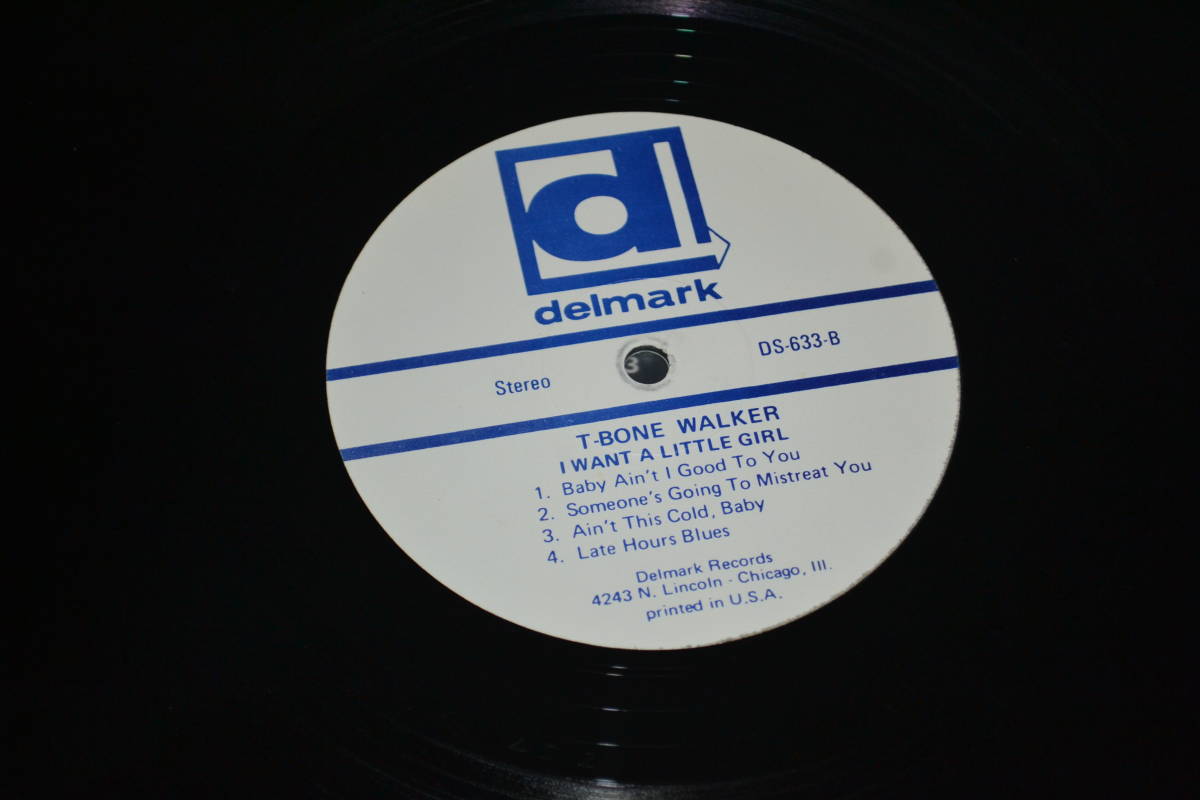 d
delmark
Stereo
DS-633-B
3
T-BONE WALKER
I WANT A LITTLE GIRL
1. Baby Ain't I Good To You
2. Someone's Going To Mistreat You
3. Ain't This Cold, Baby
4. Late Hours Blues
Delmark Records
4243 N. Lincoln - Chicago, Ill.
printed in U.S.A.